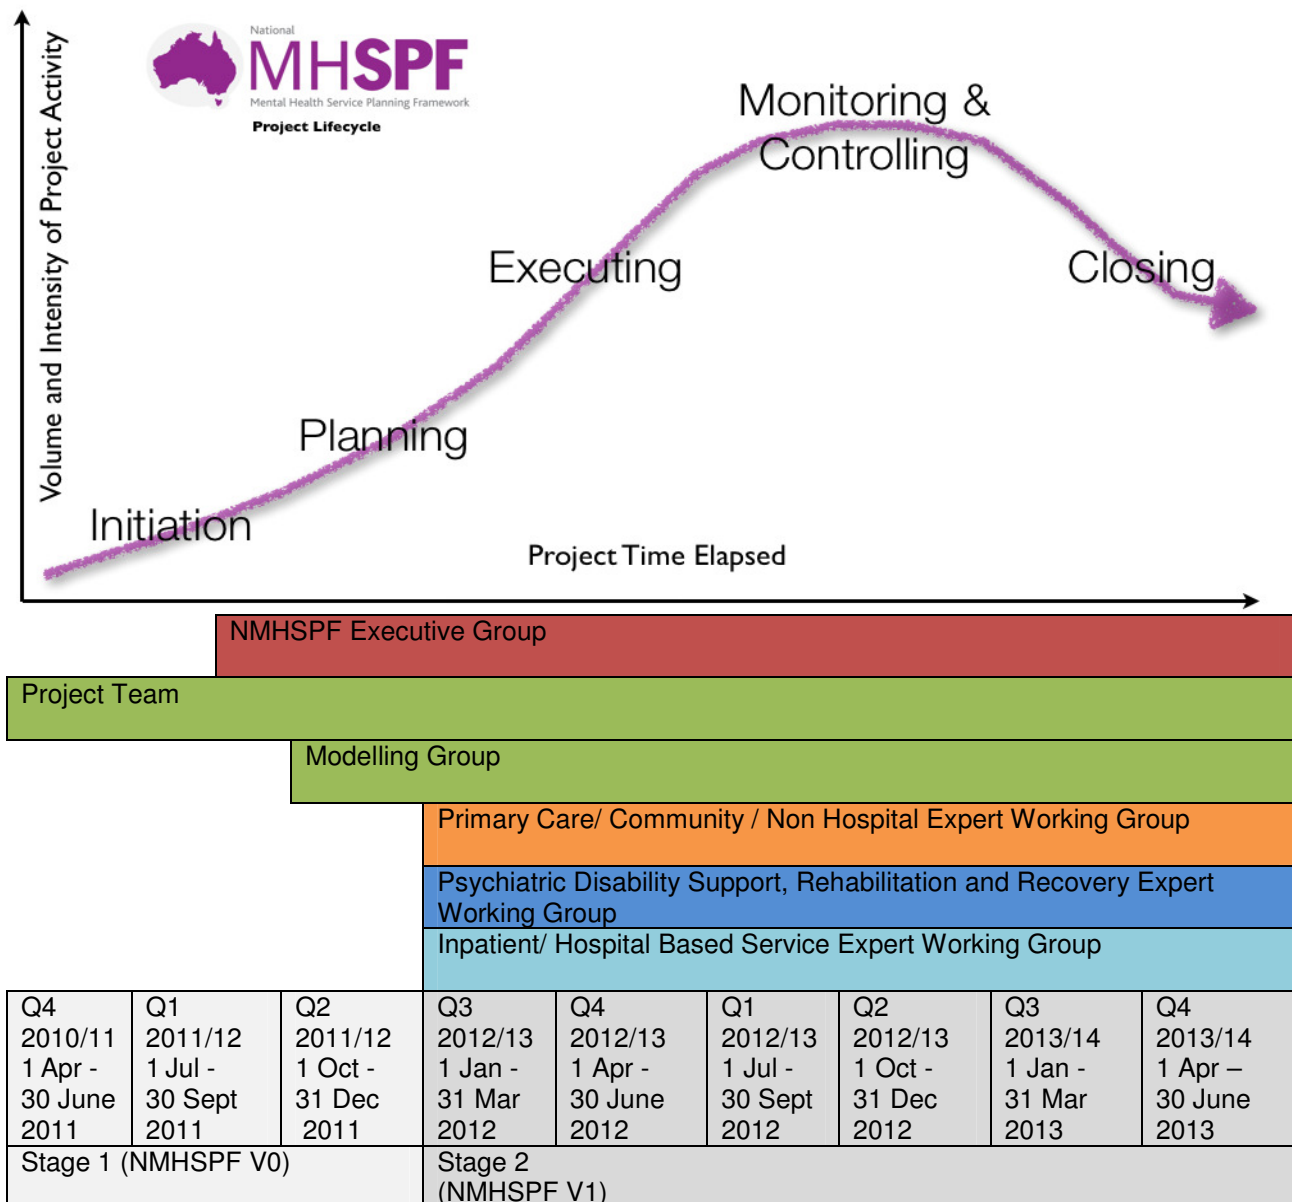 National
MHSPF
Mental Health Service Planning Framework
Project Lifecycle
Volume and Intensity of Project Activity
Monitoring &
Controlling
Executing
Closing
Planning
Initiation
Project Time Elapsed
NMHSPF Executive Group
Project Team
Modelling Group
Primary Care/ Community / Non Hospital Expert Working Group
Psychiatric Disability Support, Rehabilitation and Recovery Expert
Working Group
Inpatient/ Hospital Based Service Expert Working Group
Q4
2010/11
1 Apr -
30 June
2011
Q1
2011/12
1 Jul -
30 Sept
2011
Q2
2011/12
1 Oct -
31 Dec
2011
Q3
2012/13
1 Jan -
31 Mar
2012
Q4
2012/13
1 Apr -
30 June
2012
Q1
2012/13
1 Jul -
30 Sept
2012
Q2
2012/13
1 Oct -
31 Dec
2012
Q3
2013/14
1 Jan -
31 Mar
2013
Q4
2013/14
1 Apr –
30 June
2013
Stage 1 (NMHSPF V0)
Stage 2
(NMHSPF V1)